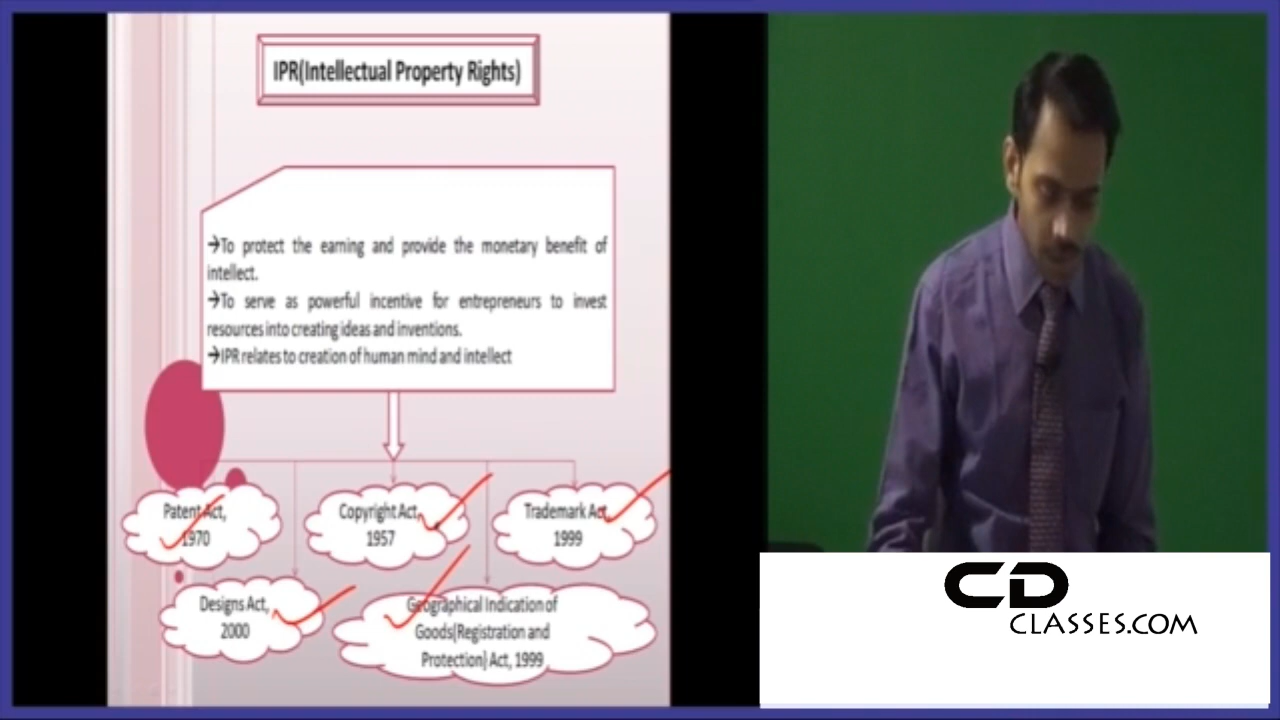 IPR(Intellectual Property Rights)
→To protect the earning and provide the monetary benefit of
intellect.
→To serve as powerful incentive for entrepreneurs to invest
resources into creating ideas and inventions.
→IPR relates to creation of human mind and intellect
Patent Act,
1970
Copyright Act,
1957
Trademark Act,
1999
Designs Act,
2000
Geographical Indication of
Goods(Registration and
Protection) Act, 1999
CD
CLASSES.COM